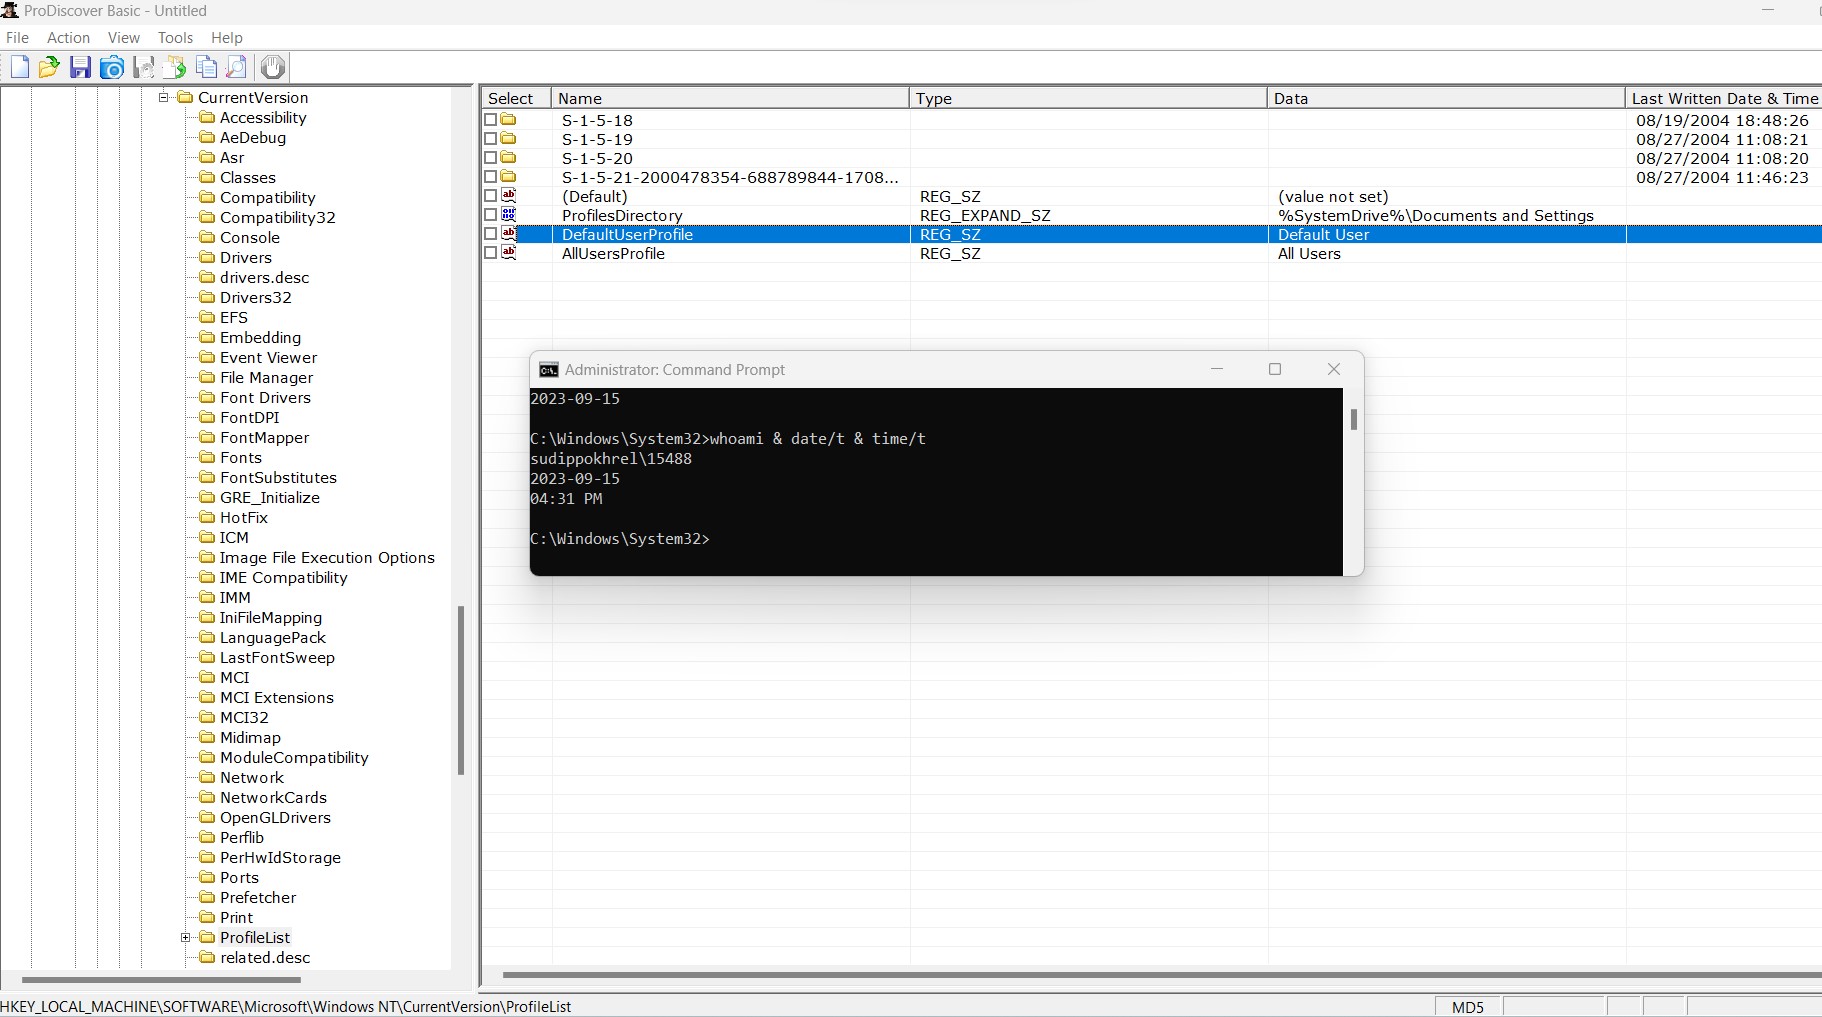 ProDiscover Basic - Untitled
File Action View Tools Help
CurrentVersion
Accessibility
AeDebug
Asr
Classes
Compatibility
Compatibility32
Console
Drivers
drivers.desc
Drivers32
EFS
Embedding
Event Viewer
File Manager
Font Drivers
FontDPI
FontMapper
Fonts
FontSubstitutes
GRE_Initialize
HotFix
ICM
Image File Execution Options
IME Compatibility
IMM
IniFileMapping
LanguagePack
LastFontSweep
MCI
MCI Extensions
MCI32
Midimap
ModuleCompatibility
Network
NetworkCards
OpenGLDrivers
Perflib
PerHwIdStorage
Ports
Prefetcher
Print
ProfileList
related.desc
Select Name Type Data Last Written Date & Time
S-1-5-18 08/19/2004 18:48:26
S-1-5-19 08/27/2004 11:08:21
S-1-5-20 08/27/2004 11:08:20
S-1-5-21-2000478354-688789844-1708... 08/27/2004 11:46:23
(Default) REG_SZ (value not set)
ProfilesDirectory REG_EXPAND_SZ %SystemDrive%\Documents and Settings
DefaultUserProfile REG_SZ Default User
AllUsersProfile REG_SZ All Users
Administrator: Command Prompt
2023-09-15
C:\Windows\System32>whoami & date/t & time/t
sudippokhrel\15488
2023-09-15
04:31 PM
C:\Windows\System32>
HKEY_LOCAL_MACHINE\SOFTWARE\Microsoft\Windows NT\CurrentVersion\ProfileList
MD5